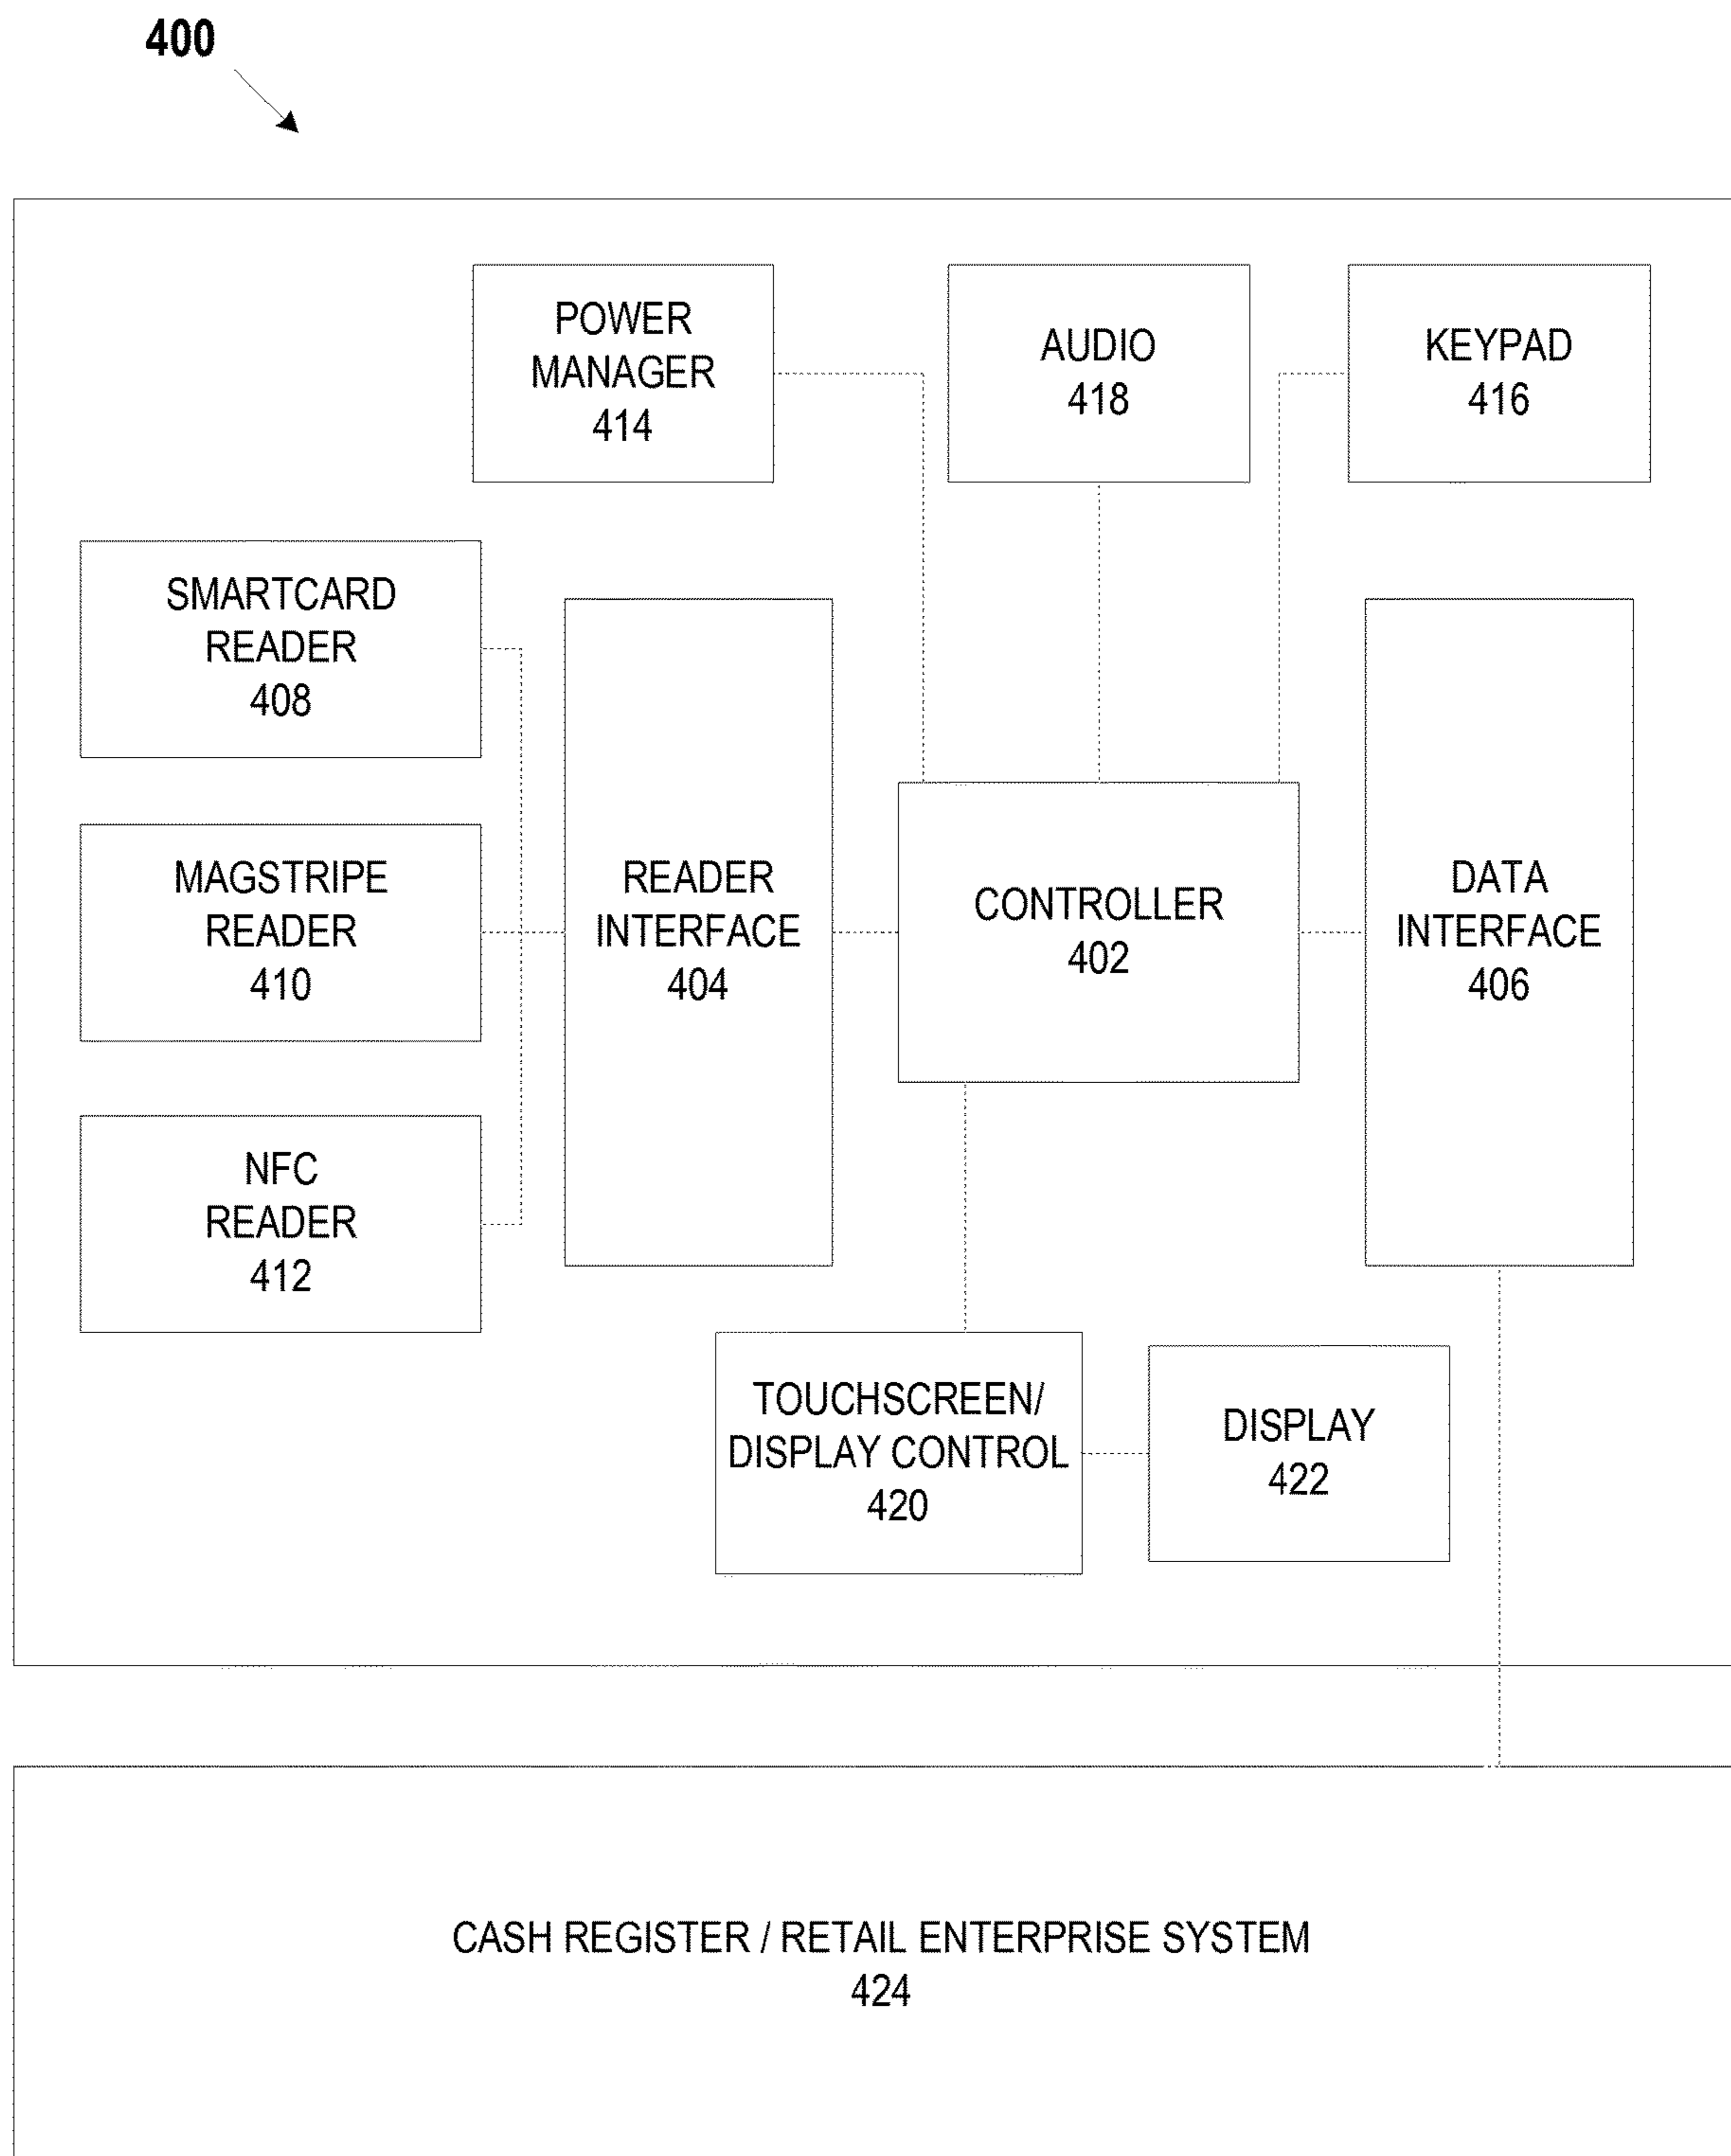 400
POWER
MANAGER
414
AUDIO
418
KEYPAD
416
SMARTCARD
READER
408
MAGSTRIPE
READER
410
NFC
READER
412
READER
INTERFACE
404
CONTROLLER
402
DATA
INTERFACE
406
TOUCHSCREEN/
DISPLAY CONTROL
420
DISPLAY
422
CASH REGISTER / RETAIL ENTERPRISE SYSTEM
424